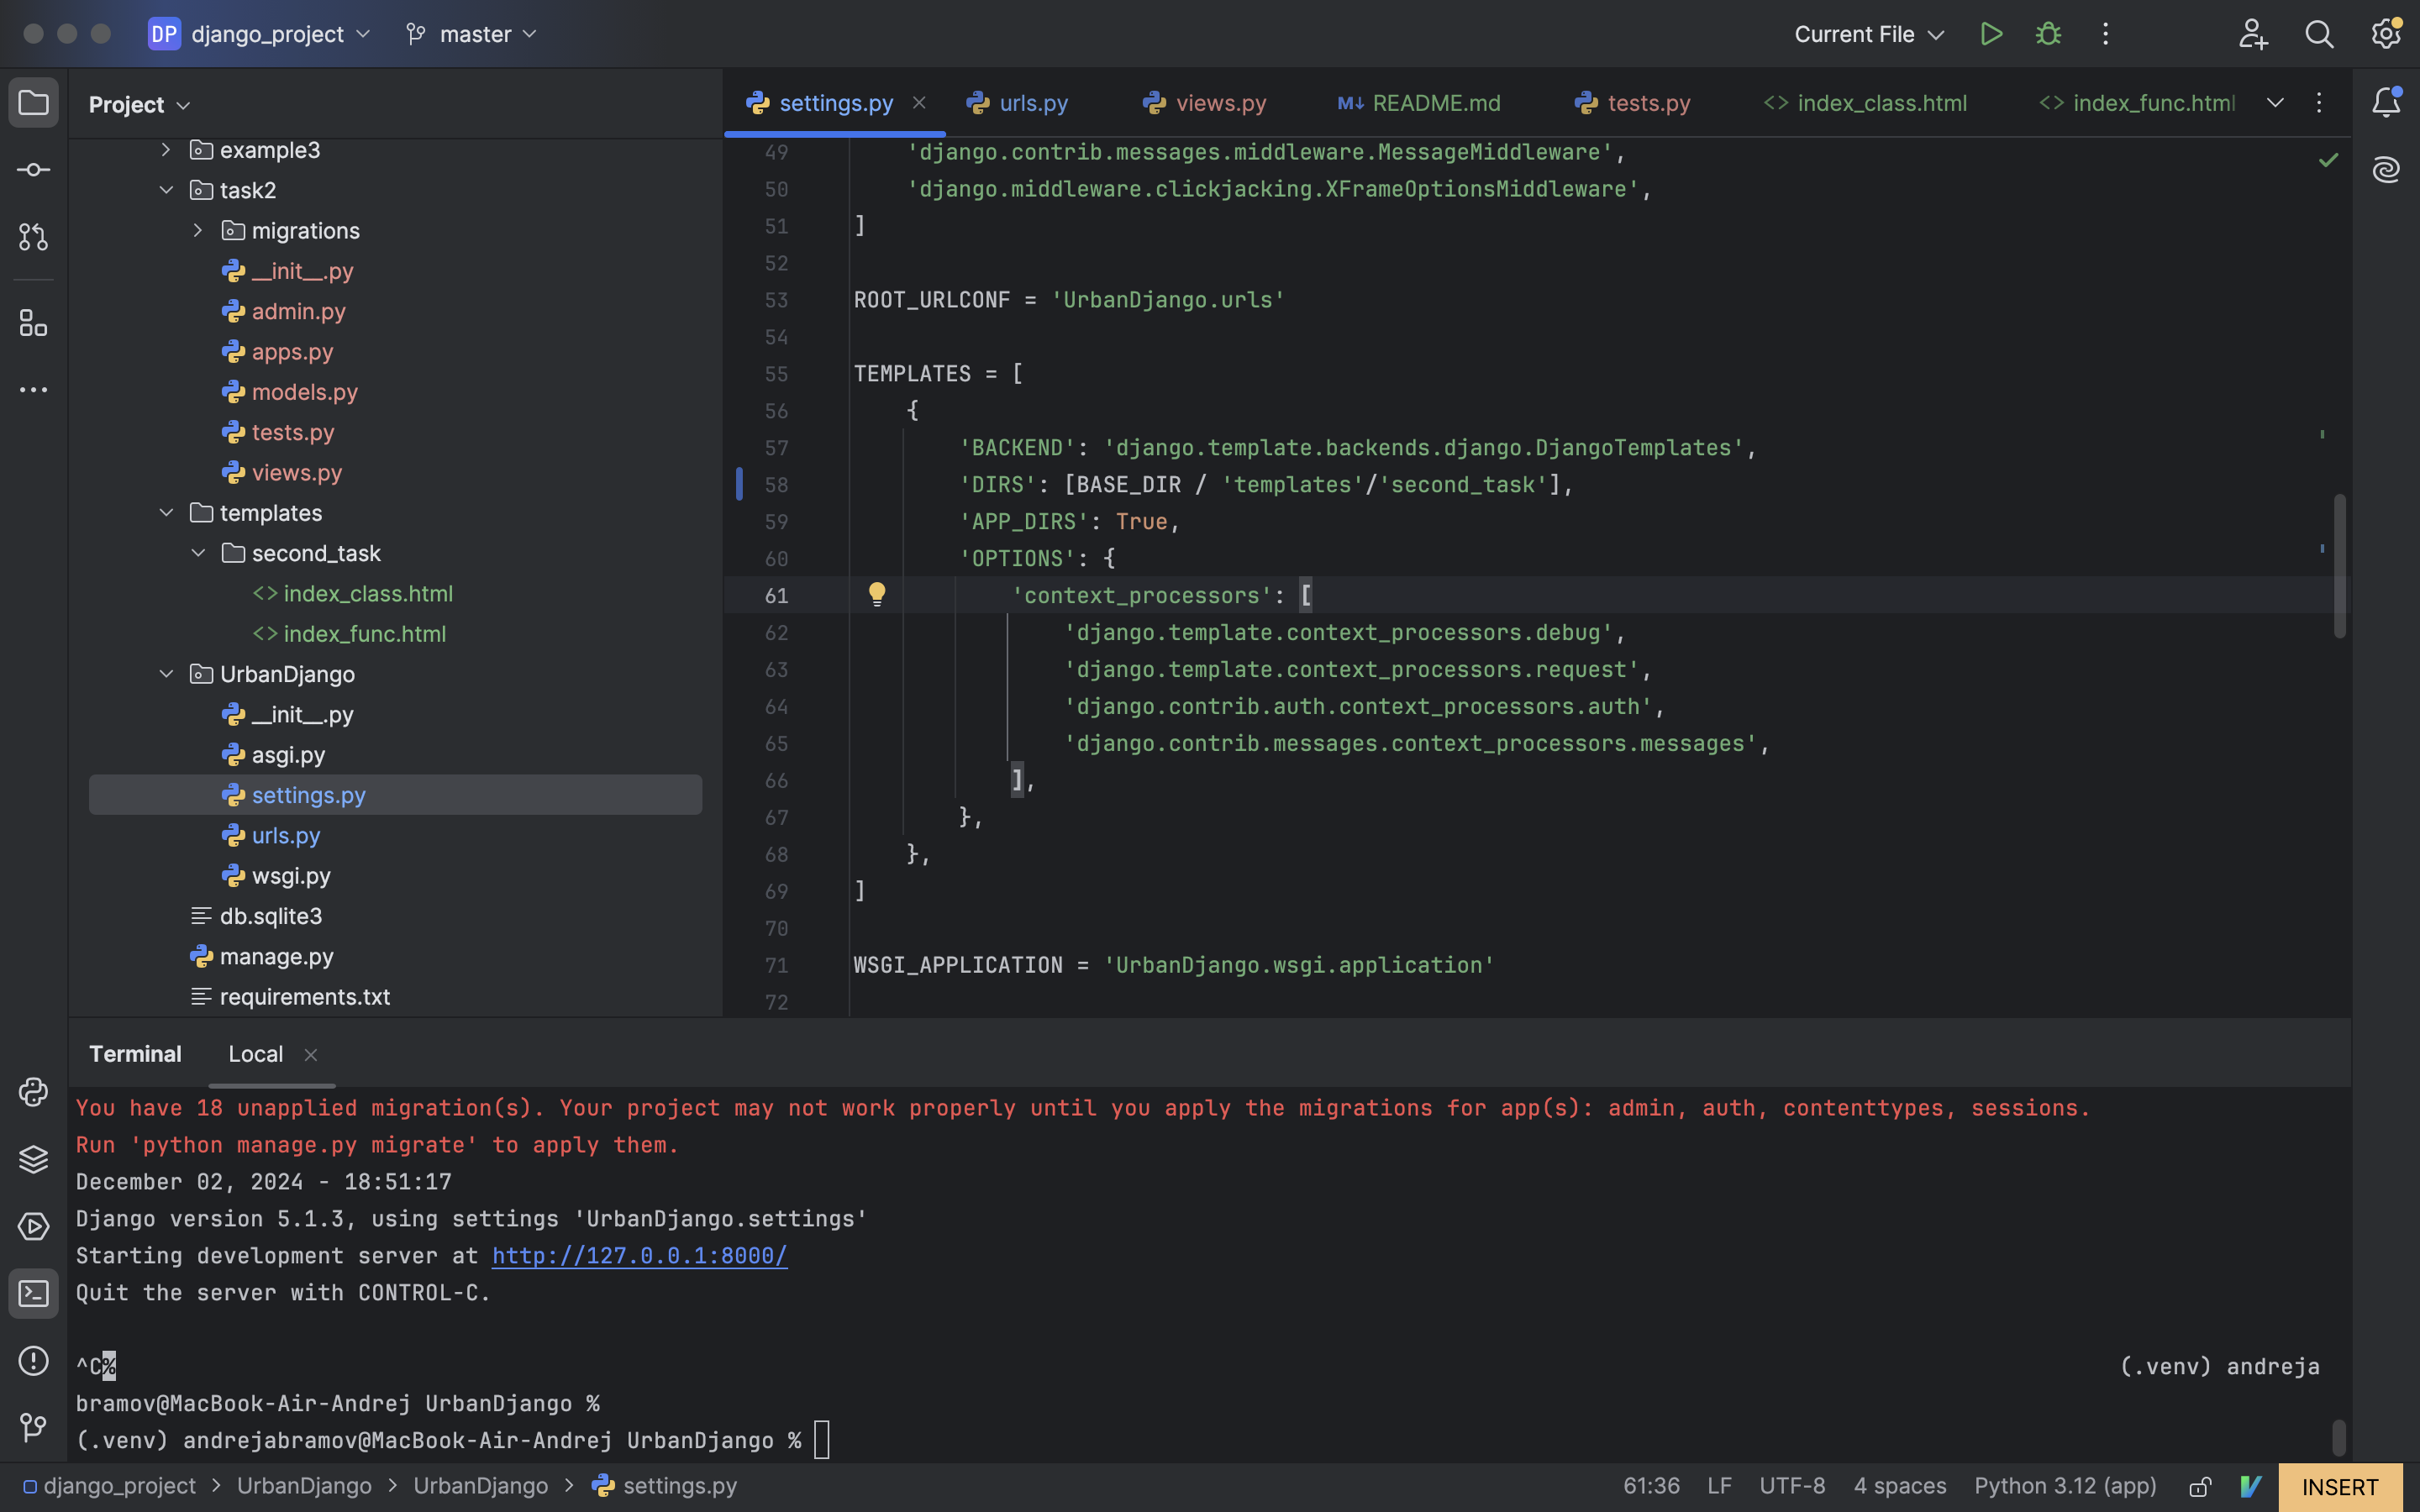 DP django_project master Current File
Project
example3
task2
migrations
__init__.py
admin.py
apps.py
models.py
tests.py
views.py
templates
second_task
index_class.html
index_func.html
UrbanDjango
__init__.py
asgi.py
settings.py
urls.py
wsgi.py
db.sqlite3
manage.py
requirements.txt
settings.py urls.py views.py M↓ README.md tests.py <> index_class.html <> index_func.html
49 'django.contrib.messages.middleware.MessageMiddleware',
50 'django.middleware.clickjacking.XFrameOptionsMiddleware',
51 ]
52
53 ROOT_URLCONF = 'UrbanDjango.urls'
54
55 TEMPLATES = [
56 {
57 'BACKEND': 'django.template.backends.django.DjangoTemplates',
58 'DIRS': [BASE_DIR / 'templates'/'second_task'],
59 'APP_DIRS': True,
60 'OPTIONS': {
61 'context_processors': [
62 'django.template.context_processors.debug',
63 'django.template.context_processors.request',
64 'django.contrib.auth.context_processors.auth',
65 'django.contrib.messages.context_processors.messages',
66 ],
67 },
68 },
69 ]
70
71 WSGI_APPLICATION = 'UrbanDjango.wsgi.application'
72
Terminal Local
You have 18 unapplied migration(s). Your project may not work properly until you apply the migrations for app(s): admin, auth, contenttypes, sessions.
Run 'python manage.py migrate' to apply them.
December 02, 2024 - 18:51:17
Django version 5.1.3, using settings 'UrbanDjango.settings'
Starting development server at http://127.0.0.1:8000/
Quit the server with CONTROL-C.
^C% (.venv) andreja
bramov@MacBook-Air-Andrej UrbanDjango %
(.venv) andrejabramov@MacBook-Air-Andrej UrbanDjango %
django_project > UrbanDjango > UrbanDjango > settings.py 61:36 LF UTF-8 4 spaces Python 3.12 (app) INSERT